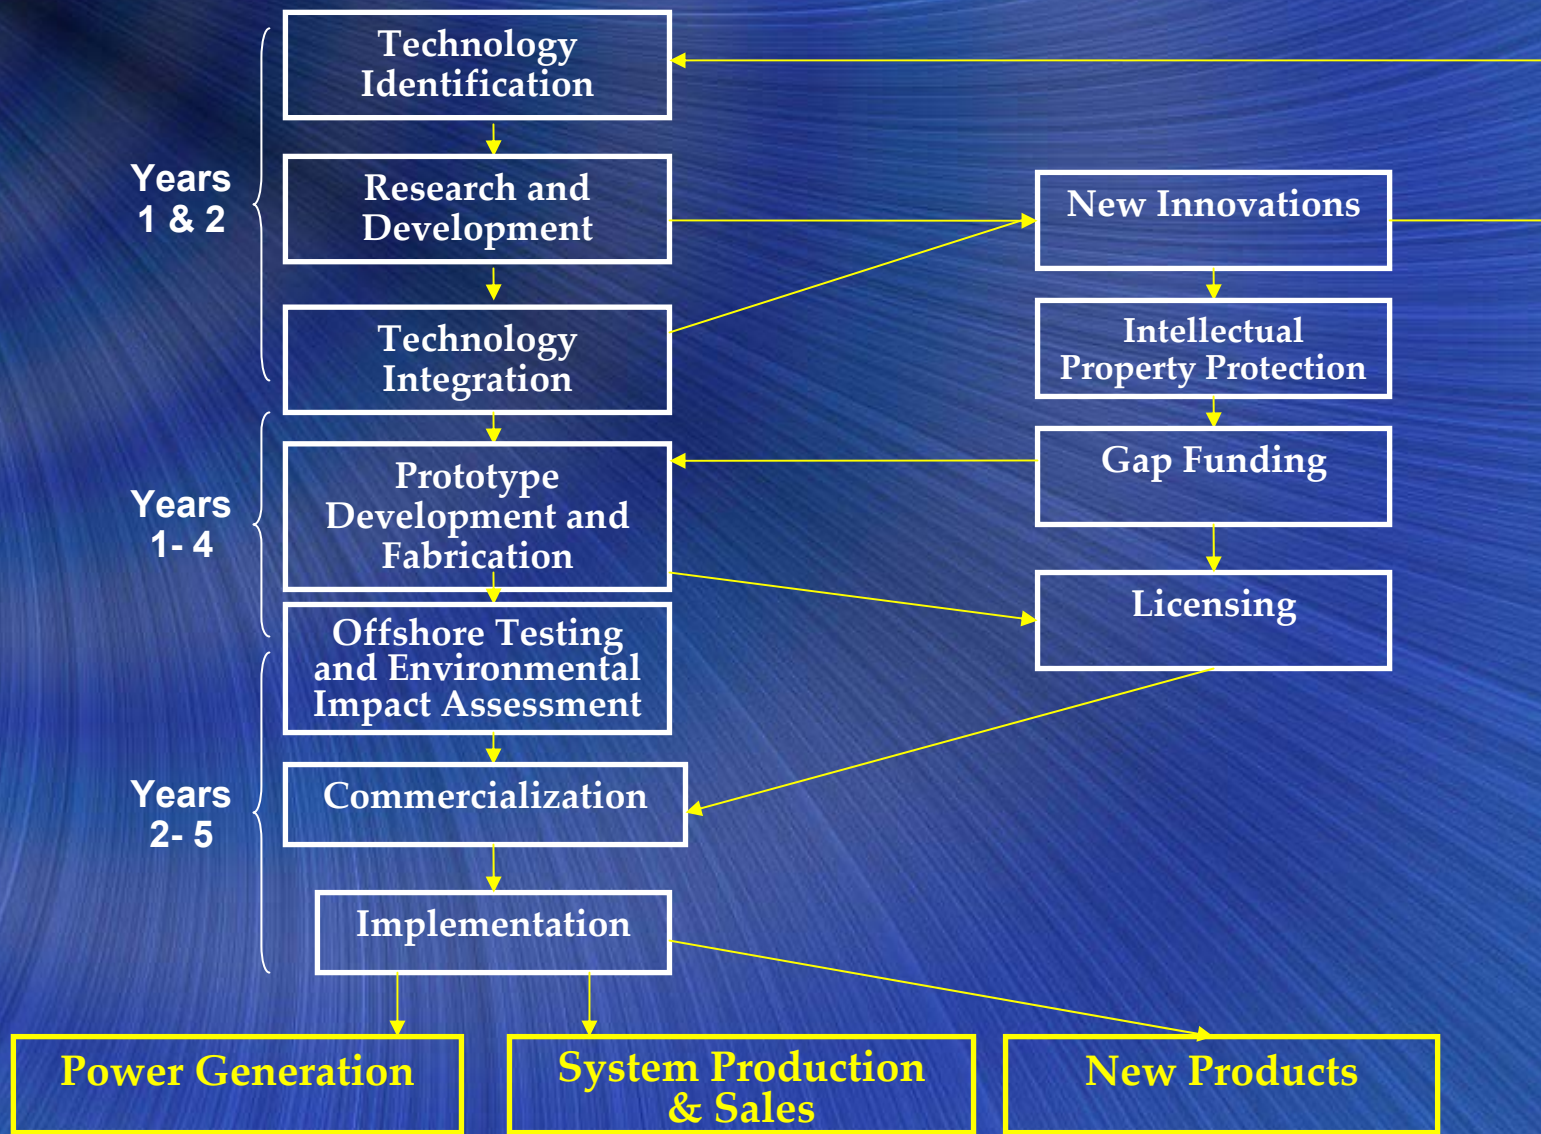 Technology
Identification
Years
1 & 2
Research and
Development
New Innovations
Technology
Integration
Intellectual
Property Protection
Years
1- 4
Prototype
Development and
Fabrication
Gap Funding
Offshore Testing
and Environmental
Impact Assessment
Licensing
Years
2- 5
Commercialization
Implementation
Power Generation
System Production
& Sales
New Products